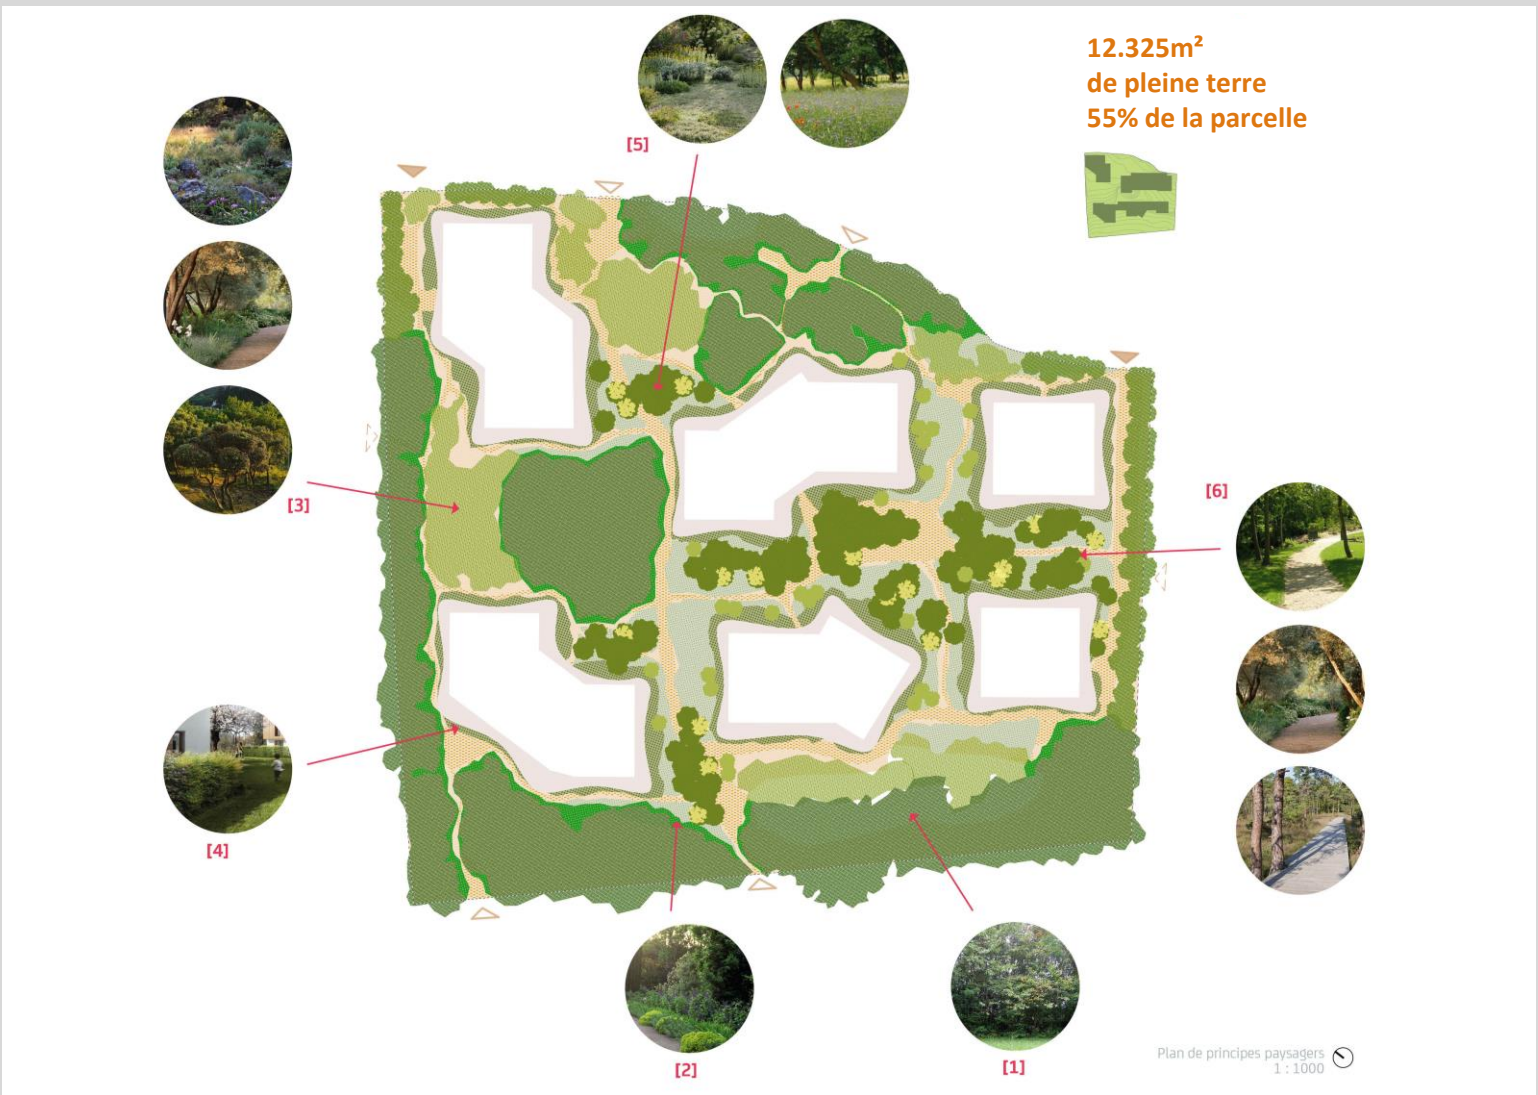 12.325m²
de pleine terre
55% de la parcelle
[5]
[3]
[6]
[4]
[2]
[1]
Plan de principes paysagers
1 : 1000